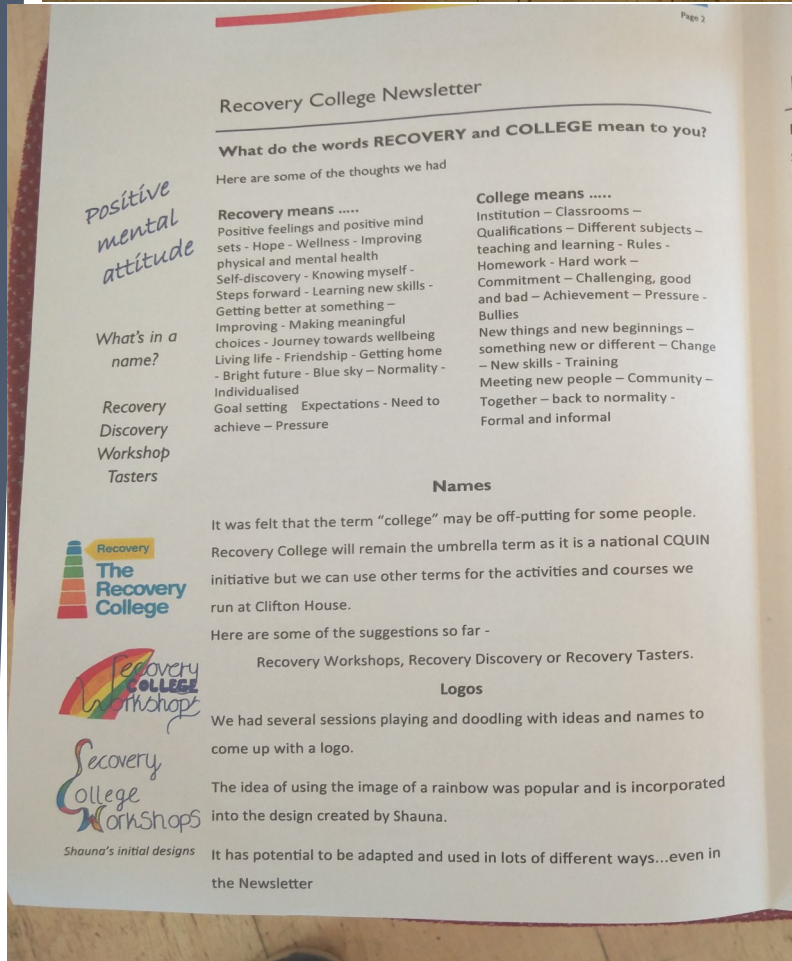 Page 2
Recovery College Newsletter
What do the words RECOVERY and COLLEGE mean to you?
Here are some of the thoughts we had
Positive
mental
attitude
What's in a
name?
Recovery
Discovery
Workshop
Tasters
Recovery means .....
Positive feelings and positive mind
sets - Hope - Wellness - Improving
physical and mental health
Self-discovery - Knowing myself -
Steps forward - Learning new skills -
Getting better at something –
Improving - Making meaningful
choices - Journey towards wellbeing
Living life - Friendship - Getting home
- Bright future - Blue sky – Normality -
Individualised
Goal setting Expectations - Need to
achieve – Pressure
College means .....
Institution – Classrooms –
Qualifications – Different subjects –
teaching and learning - Rules -
Homework - Hard work –
Commitment – Challenging, good
and bad – Achievement – Pressure -
Bullies
New things and new beginnings –
something new or different – Change
– New skills - Training
Meeting new people – Community –
Together – back to normality -
Formal and informal
Names
It was felt that the term “college” may be off-putting for some people.
Recovery College will remain the umbrella term as it is a national CQUIN
initiative but we can use other terms for the activities and courses we
run at Clifton House.
Here are some of the suggestions so far -
Recovery Workshops, Recovery Discovery or Recovery Tasters.
Logos
We had several sessions playing and doodling with ideas and names to
come up with a logo.
The idea of using the image of a rainbow was popular and is incorporated
into the design created by Shauna.
It has potential to be adapted and used in lots of different ways...even in
the Newsletter
Recovery
The
Recovery
College
Recovery
COLLEGE
Workshops
Recovery
College
WorkShopS
Shauna's initial designs